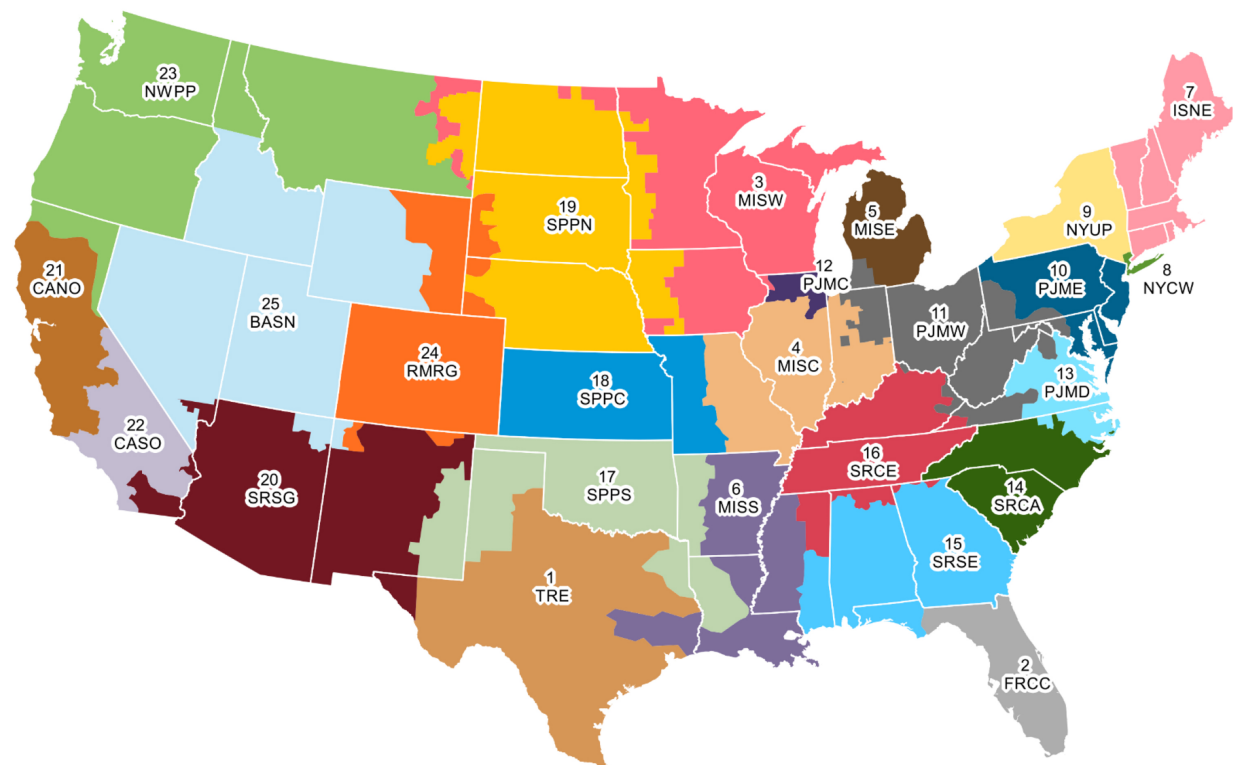 23
NWPP
7
ISNE
3
MISW
5
MISE
19
SPPN
9
NYUP
21
CANO
12
PJMC
10
PJME
8
NYCW
25
BASN
11
PJMW
24
RMRG
4
MISC
18
SPPC
13
PJMD
22
CASO
16
SRCE
17
SPPS
20
SRSG
6
MISS
14
SRCA
15
SRSE
1
TRE
2
FRCC